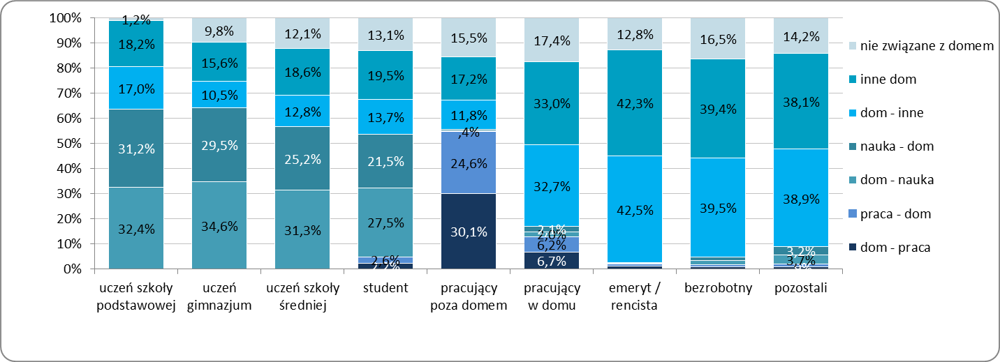 100%
90%
80%
70%
60%
50%
40%
30%
20%
10%
0%
1,2%
18,2%
17,0%
31,2%
32,4%
9,8%
15,6%
10,5%
29,5%
34,6%
12,1%
18,6%
12,8%
25,2%
31,3%
13,1%
19,5%
13,7%
21,5%
27,5%
2,6%
2,2%
15,5%
17,2%
11,8%
,4%
24,6%
30,1%
17,4%
33,0%
32,7%
2,1%
2,0%
6,2%
6,7%
12,8%
42,3%
42,5%
16,5%
39,4%
39,5%
14,2%
38,1%
38,9%
3,2%
3,7%
uczeń szkoły
podstawowej
uczeń
gimnazjum
uczeń szkoły
średniej
student
pracujący
poza domem
pracujący
w domu
emeryt /
rencista
bezrobotny
pozostali
nie związane z domem
inne dom
dom - inne
nauka - dom
dom - nauka
praca - dom
dom - praca